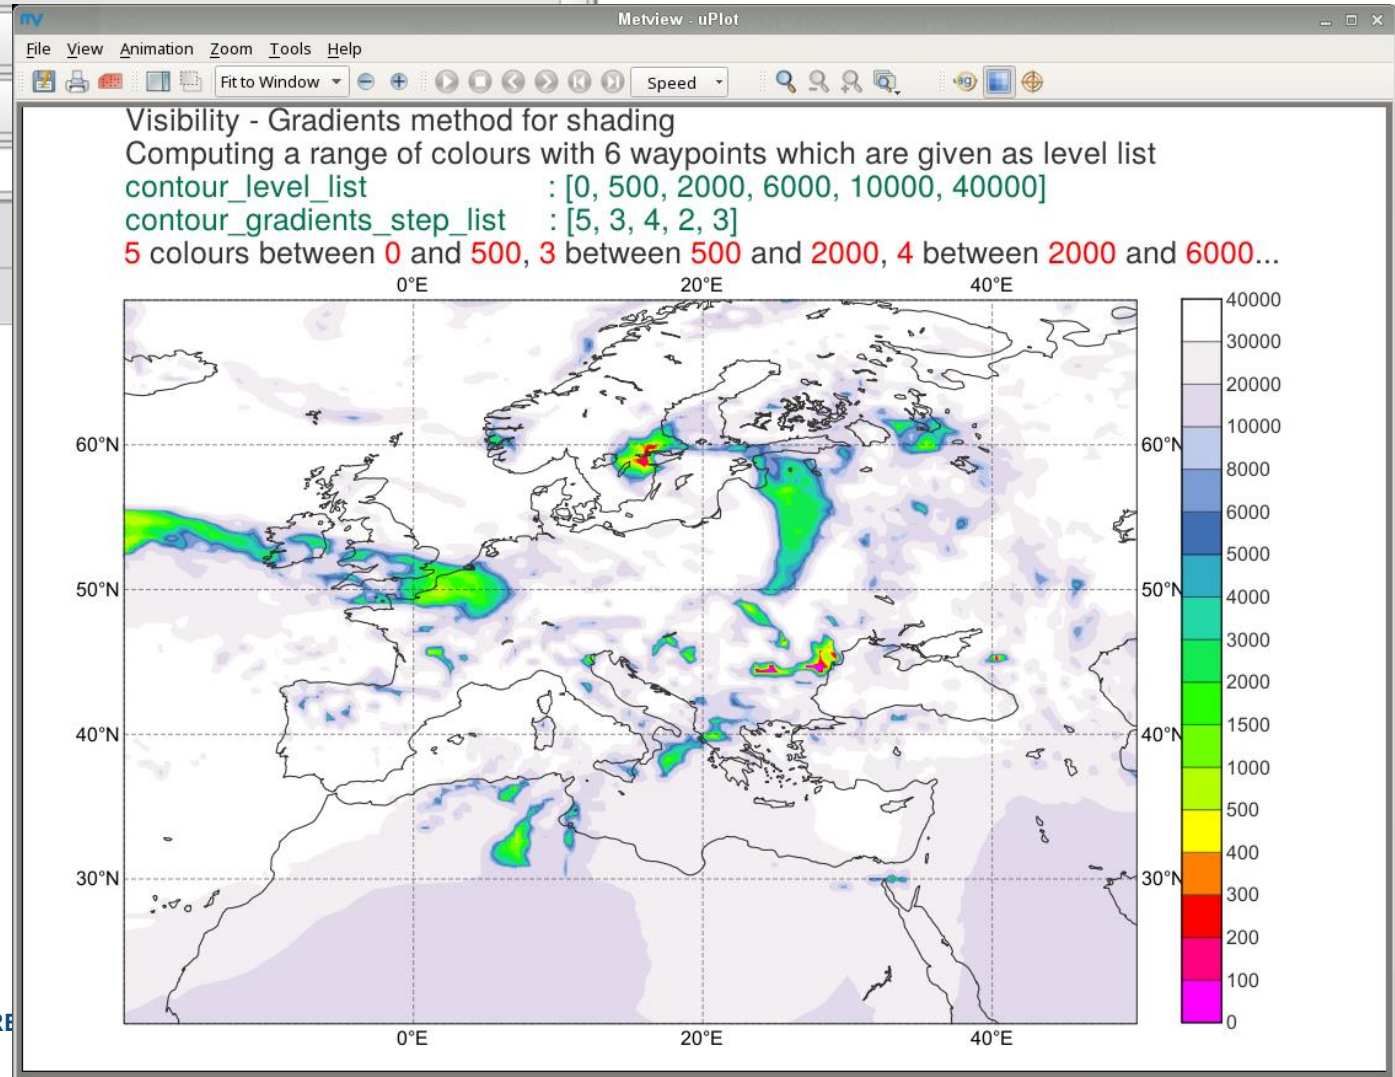 Metview - uPlot
File View Animation Zoom Tools Help
Fit to Window Speed
Visibility - Gradients method for shading
Computing a range of colours with 6 waypoints which are given as level list
contour_level_list : [0, 500, 2000, 6000, 10000, 40000]
contour_gradients_step_list : [5, 3, 4, 2, 3]
5 colours between 0 and 500, 3 between 500 and 2000, 4 between 2000 and 6000...
0°E 20°E 40°E
40000
30000
20000
10000
60°N 60°N
8000
6000
5000
50°N 50°N
4000
3000
2000
40°N 40°N
1500
1000
500
400
30°N 30°N
300
200
100
0
0°E 20°E 40°E